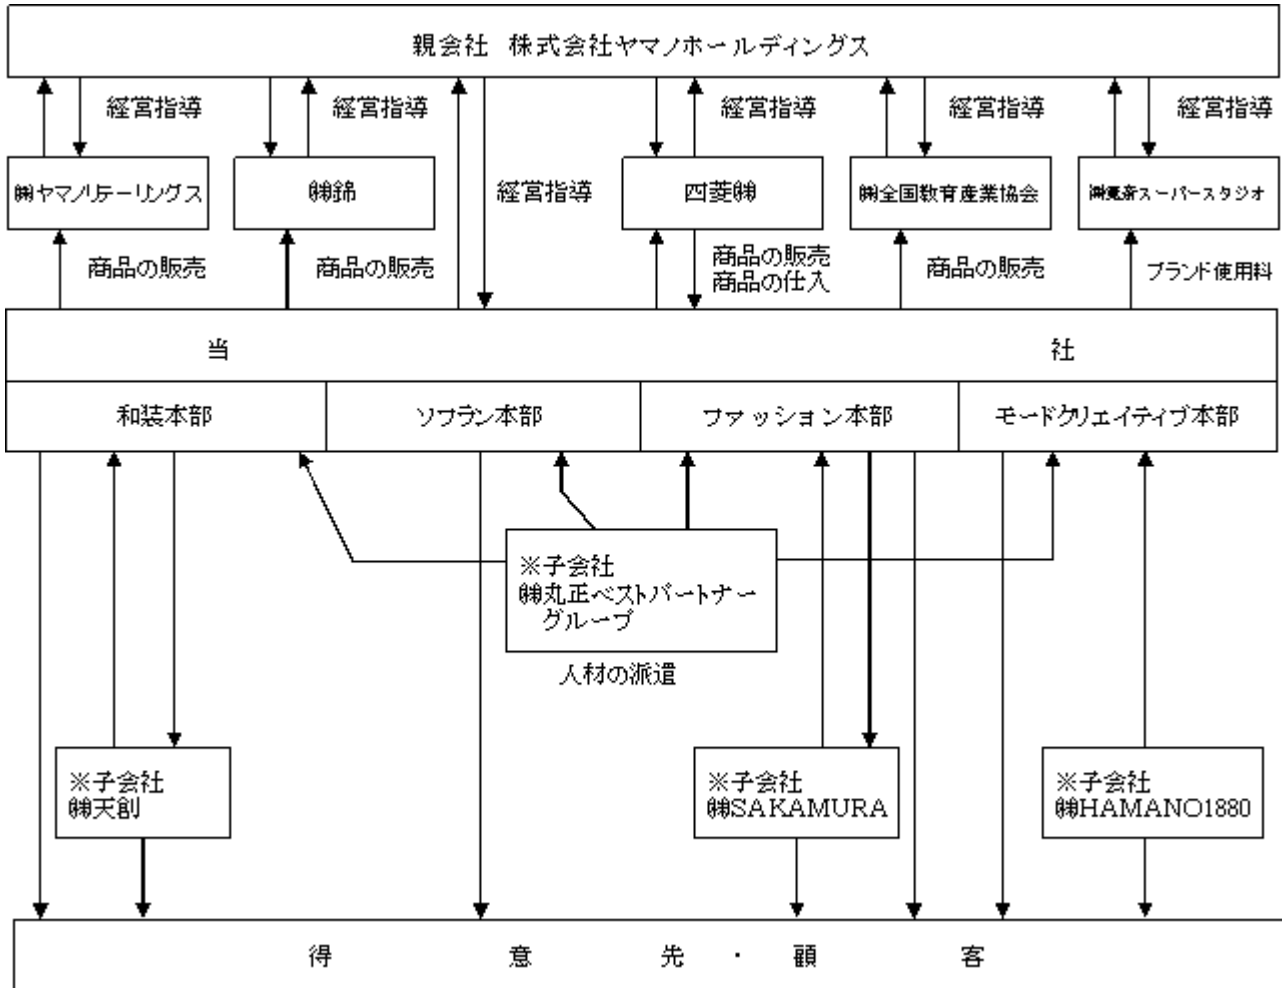 親会社 株式会社ヤマノホールディングス
経営指導 経営指導 経営指導 経営指導 経営指導
㈱ヤマノリテーリングス ㈱錦 四菱㈱ ㈱全国教育産業協会 スーパースタジオ
経営指導
商品の販売 商品の販売 商品の販売 商品の販売 ブランド使用料
商品の仕入
当 社
和装本部 ソフラン本部 ファッション本部 モードクリエイティブ本部
※子会社
㈱丸正ベストパートナー
グループ
人材の派遣
※子会社 ※子会社 ※子会社
㈱天創 ㈱SAKAMURA ㈱HAMANO1880
得 意 先 ・ 顧 客